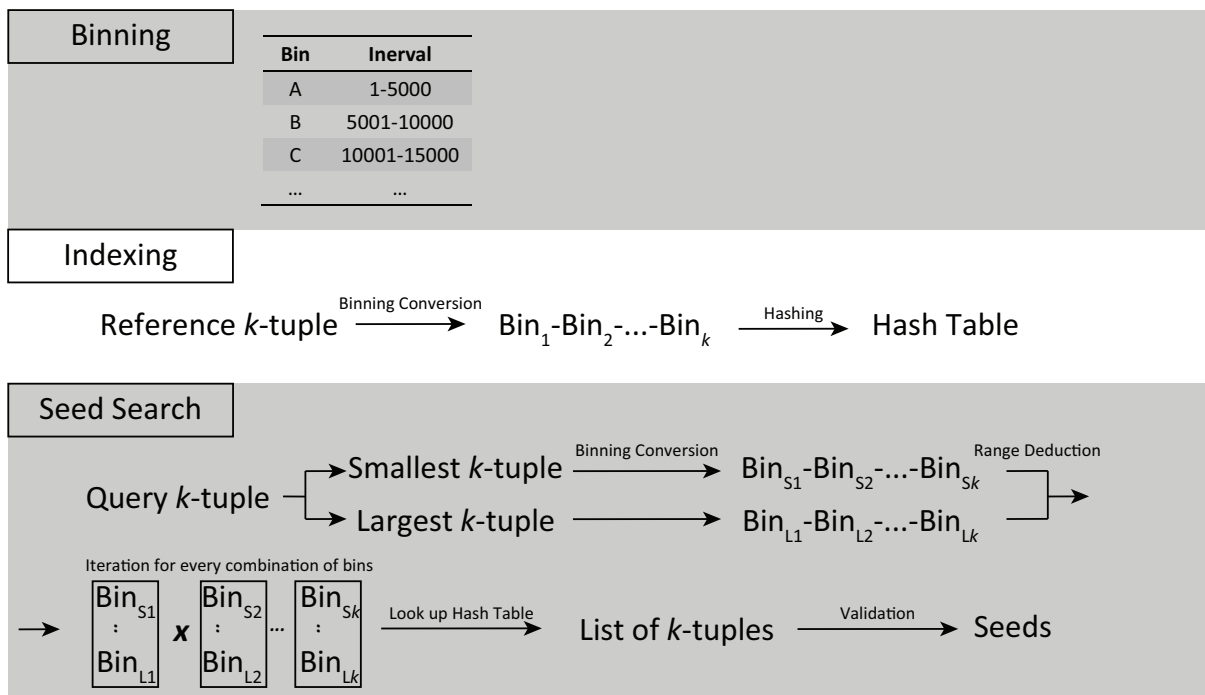 Binning
Bin Inerval
A 1-5000
B 5001-10000
C 10001-15000
... ...
Indexing
Reference k-tuple Binning Conversion Bin1-Bin2-...-Bink Hashing Hash Table
Seed Search
Query k-tuple
Smallest k-tuple Binning Conversion BinS1-BinS2-...-BinSk Range Deduction
Largest k-tuple BinL1-BinL2-...-BinLk
Iteration for every combination of bins
BinS1 BinS2 BinSk
: x : ... :
BinL1 BinL2 BinLk
Look up Hash Table List of k-tuples Validation Seeds